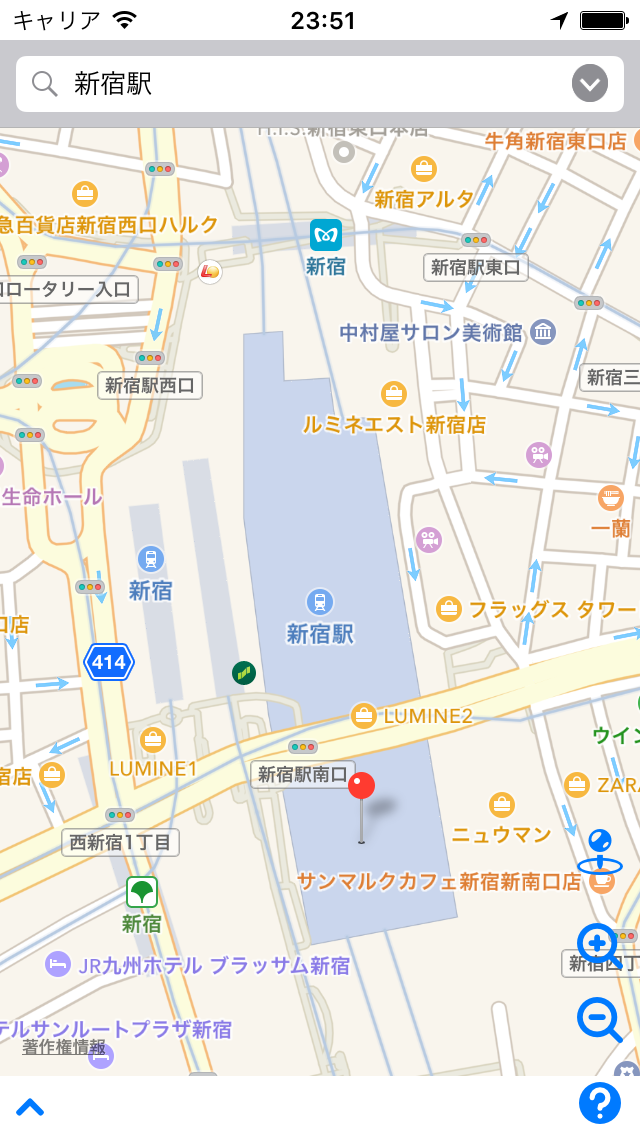 キャリア
23:51
新宿駅
H.I.S.新宿東口本店
牛角新宿東口店
新宿アルタ
急百貨店新宿西口ハルク
新宿
新宿駅東口
口ロータリー入口
中村屋サロン美術館
新宿駅西口
新宿三
ルミネエスト新宿店
生命ホール
一蘭
新宿
フラッグス タワー
口店
新宿駅
414
LUMINE2
ウイン
LUMINE1
新宿駅南口
宿店
ZARA
ニュウマン
西新宿1丁目
サンマルクカフェ新宿新南口店
新宿
JR九州ホテル ブラッサム新宿
新宿四丁
テルサンルートプラザ新宿
著作権情報